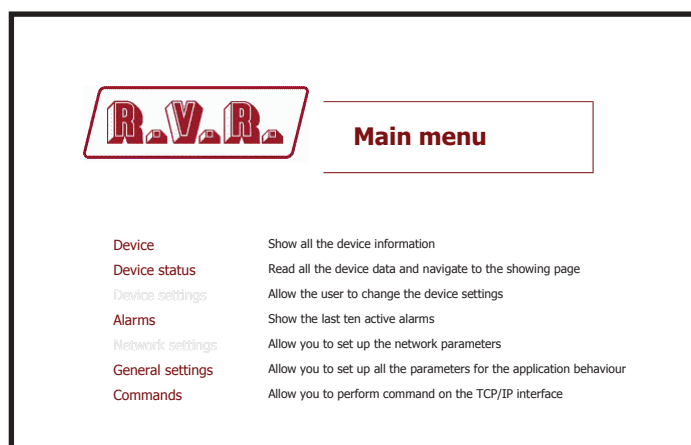 R.V.R.
Main menu
Device Show all the device information
Device status Read all the device data and navigate to the showing page
Device settings Allow the user to change the device settings
Alarms Show the last ten active alarms
Network settings Allow you to set up the network parameters
General settings Allow you to set up all the parameters for the application behaviour
Commands Allow you to perform command on the TCP/IP interface